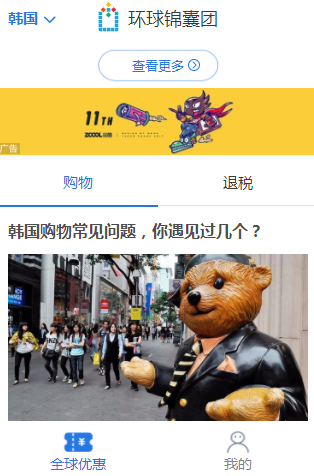 韩国
环球锦囊团
查看更多
11TH
ZCOOL.com
广告
购物
退税
韩国购物常见问题，你遇见过几个？
全球优惠
我的